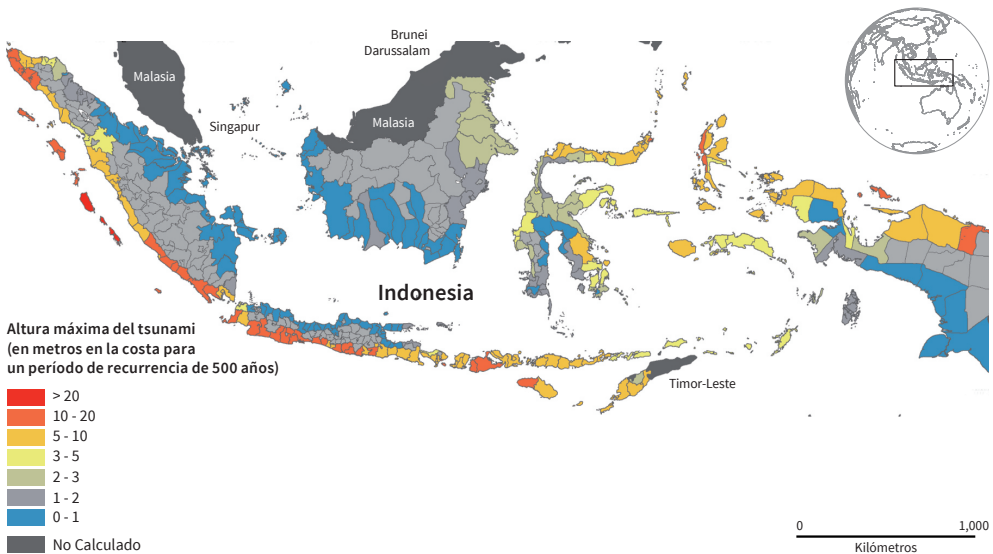 Brunei
Darussalam
Malasia
Malasia
Singapur
Indonesia
Timor-Leste
Altura máxima del tsunami
(en metros en la costa para
un período de recurrencia de 500 años)
> 20
10 - 20
5 - 10
3 - 5
2 - 3
1 - 2
0 - 1
No Calculado
0 1,000
Kilómetros